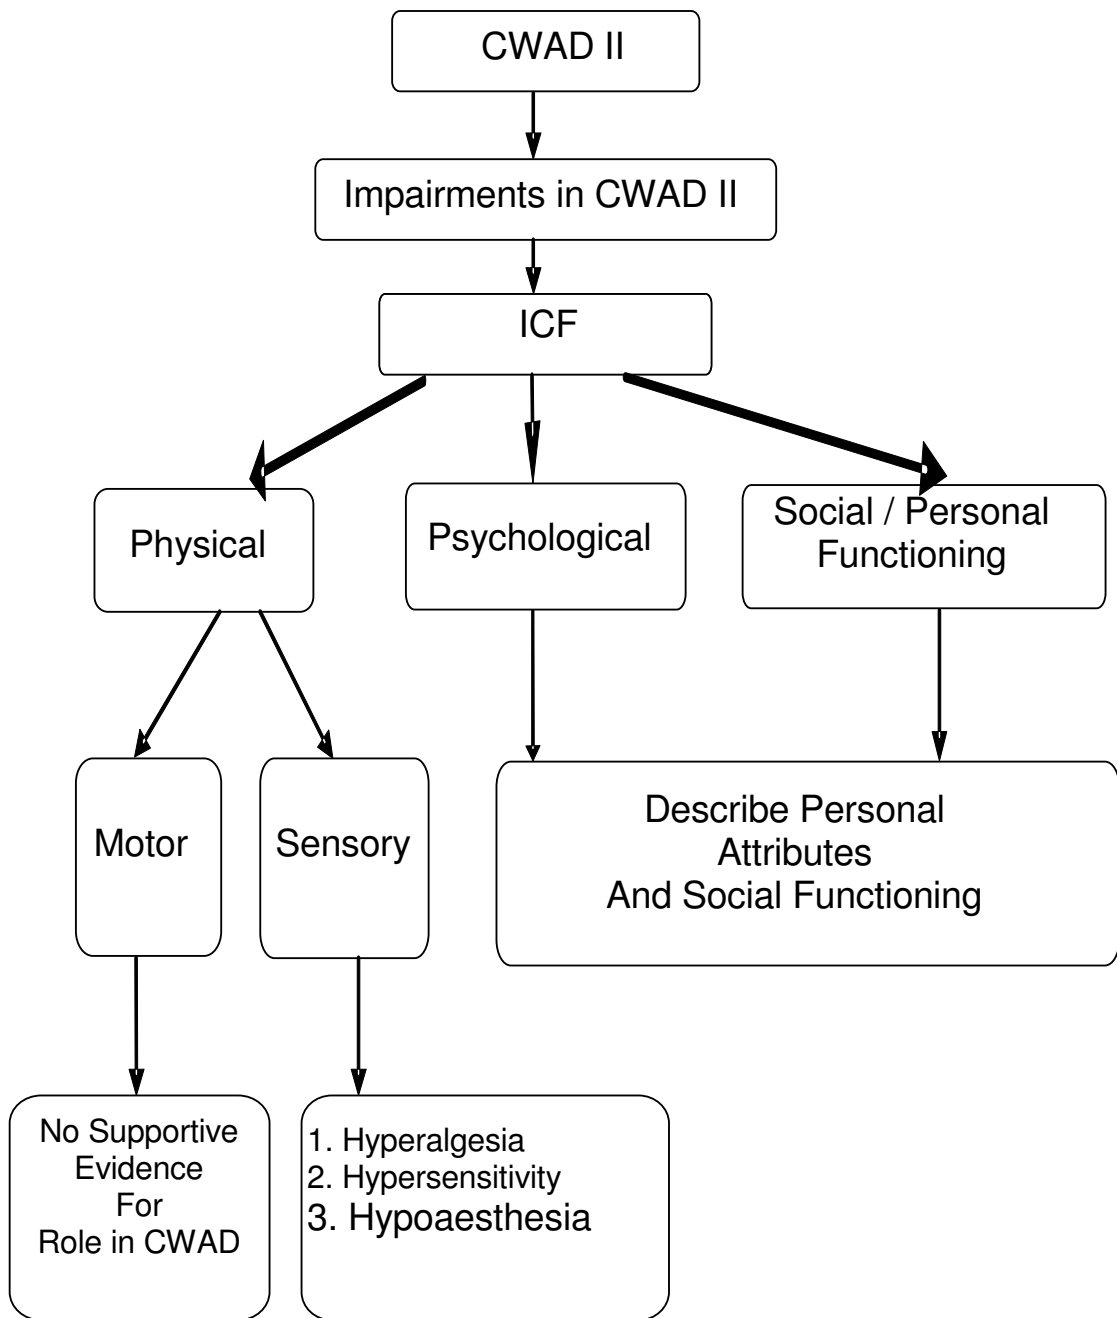 CWAD II
Impairments in CWAD II
ICF
Physical
Psychological
Social / Personal
Functioning
Motor
Sensory
Describe Personal
Attributes
And Social Functioning
No Supportive
Evidence
For
Role in CWAD
1. Hyperalgesia
2. Hypersensitivity
3. Hypoaesthesia